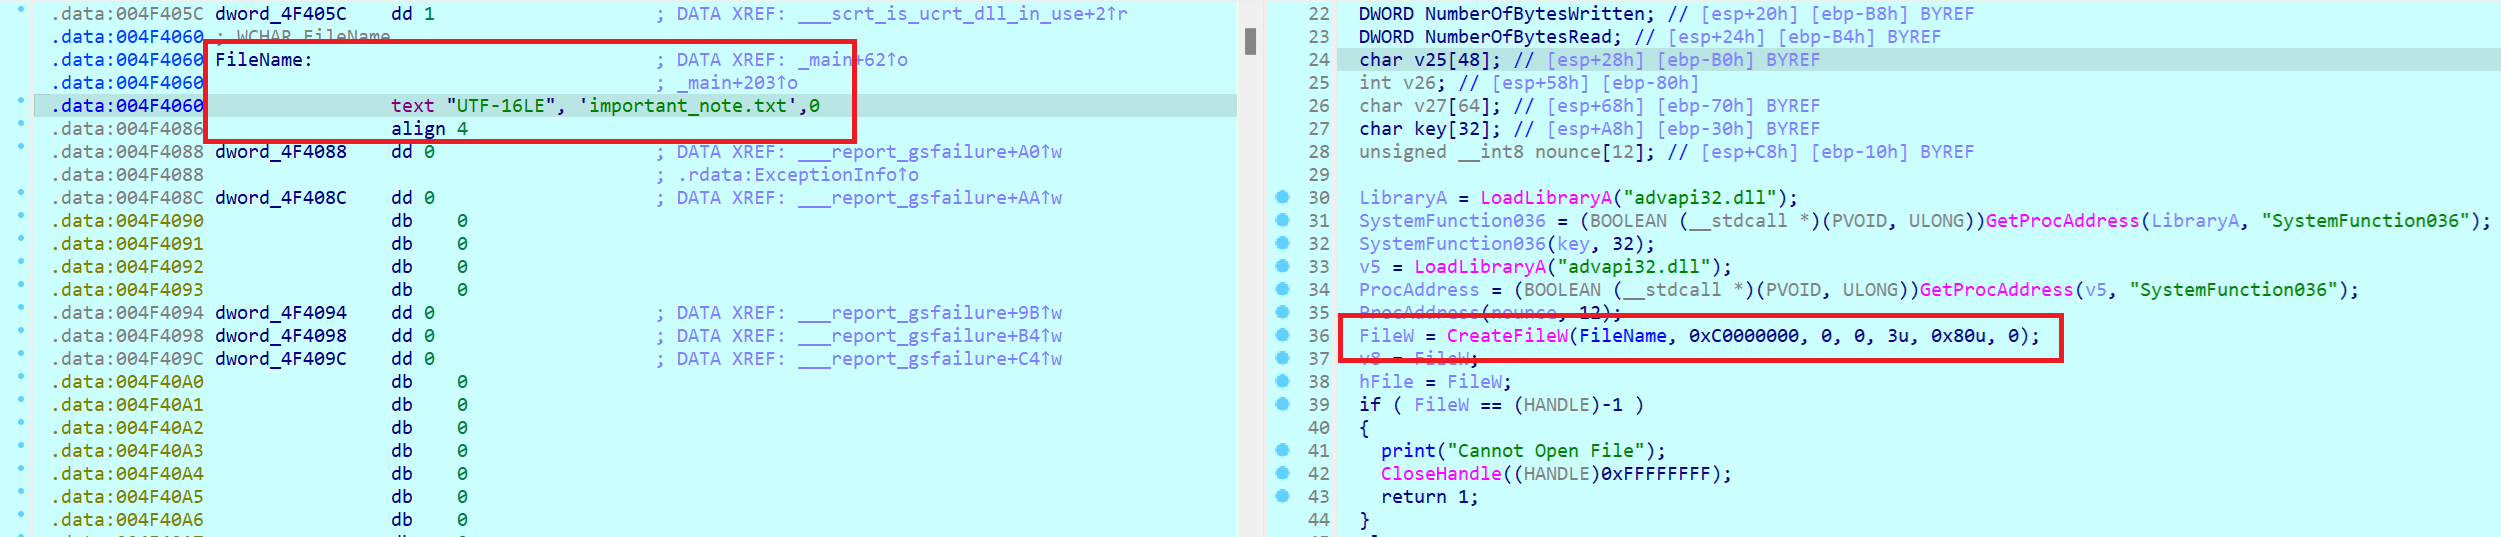 .data:004F405C dword_4F405C    dd 1                    ; DATA XREF: ___scrt_is_ucrt_dll_in_use+2↑r
.data:004F4060 ; WCHAR FileName
.data:004F4060 FileName:                               ; DATA XREF: _main+62↑o
.data:004F4060                                         ; _main+203↑o
.data:004F4060                 text "UTF-16LE", 'important_note.txt',0
.data:004F4086                 align 4
.data:004F4088 dword_4F4088    dd 0                    ; DATA XREF: ___report_gsfailure+A0↑w
.data:004F4088                                         ; .rdata:ExceptionInfo↑o
.data:004F408C dword_4F408C    dd 0                    ; DATA XREF: ___report_gsfailure+AA↑w
.data:004F4090                 db    0
.data:004F4091                 db    0
.data:004F4092                 db    0
.data:004F4093                 db    0
.data:004F4094 dword_4F4094    dd 0                    ; DATA XREF: ___report_gsfailure+9B↑w
.data:004F4098 dword_4F4098    dd 0                    ; DATA XREF: ___report_gsfailure+B4↑w
.data:004F409C dword_4F409C    dd 0                    ; DATA XREF: ___report_gsfailure+C4↑w
.data:004F40A0                 db    0
.data:004F40A1                 db    0
.data:004F40A2                 db    0
.data:004F40A3                 db    0
.data:004F40A4                 db    0
.data:004F40A5                 db    0
.data:004F40A6                 db    0
22 DWORD NumberOfBytesWritten; // [esp+20h] [ebp-B8h] BYREF
23 DWORD NumberOfBytesRead; // [esp+24h] [ebp-B4h] BYREF
24 char v25[48]; // [esp+28h] [ebp-B0h] BYREF
25 int v26; // [esp+58h] [ebp-80h]
26 char v27[64]; // [esp+68h] [ebp-70h] BYREF
27 char key[32]; // [esp+A8h] [ebp-30h] BYREF
28 unsigned __int8 nounce[12]; // [esp+C8h] [ebp-10h] BYREF
29
30 LibraryA = LoadLibraryA("advapi32.dll");
31 SystemFunction036 = (BOOLEAN (__stdcall *)(PVOID, ULONG))GetProcAddress(LibraryA, "SystemFunction036");
32 SystemFunction036(key, 32);
33 v5 = LoadLibraryA("advapi32.dll");
34 ProcAddress = (BOOLEAN (__stdcall *)(PVOID, ULONG))GetProcAddress(v5, "SystemFunction036");
35 ProcAddress(nounce, 12);
36 FileW = CreateFileW(FileName, 0xC0000000, 0, 0, 3u, 0x80u, 0);
37 v8 = FileW;
38 hFile = FileW;
39 if ( FileW == (HANDLE)-1 )
40 {
41   print("Cannot Open File");
42   CloseHandle((HANDLE)0xFFFFFFFF);
43   return 1;
44 }